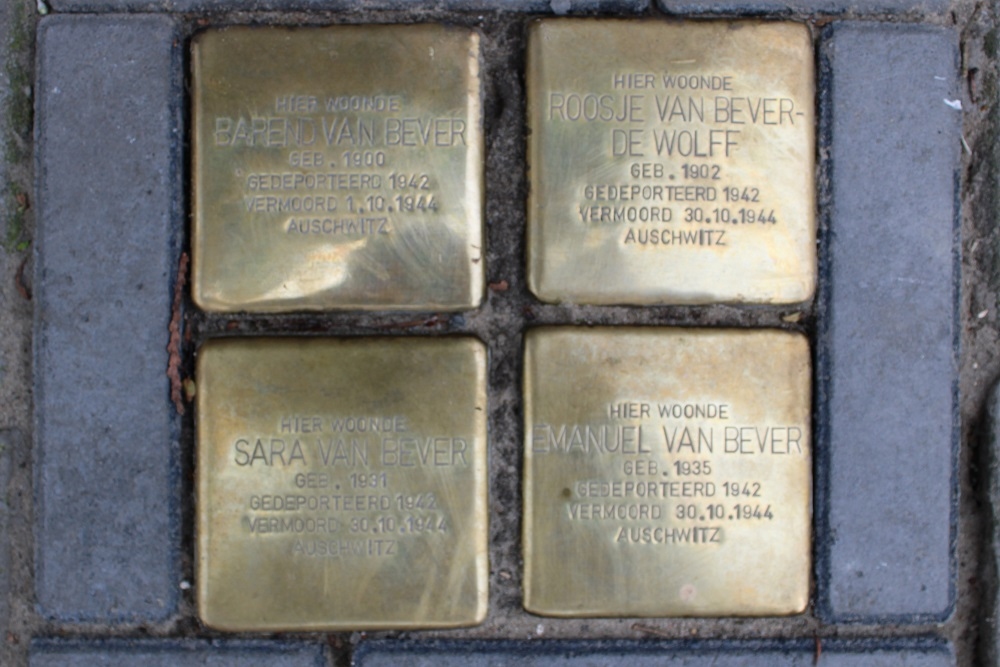 HIER WOONDE
BAREND VAN BEVER
GEB. 1900
GEDEPORTEERD 1942
VERMOORD 1.10.1944
AUSCHWITZ
HIER WOONDE
ROOSJE VAN BEVER-
DE WOLFF
GEB. 1902
GEDEPORTEERD 1942
VERMOORD 30.10.1944
AUSCHWITZ
HIER WOONDE
SARA VAN BEVER
GEB. 1931
GEDEPORTEERD 1942
VERMOORD 30.10.1944
AUSCHWITZ
HIER WOONDE
EMANUEL VAN BEVER
GEB. 1935
GEDEPORTEERD 1942
VERMOORD 30.10.1944
AUSCHWITZ